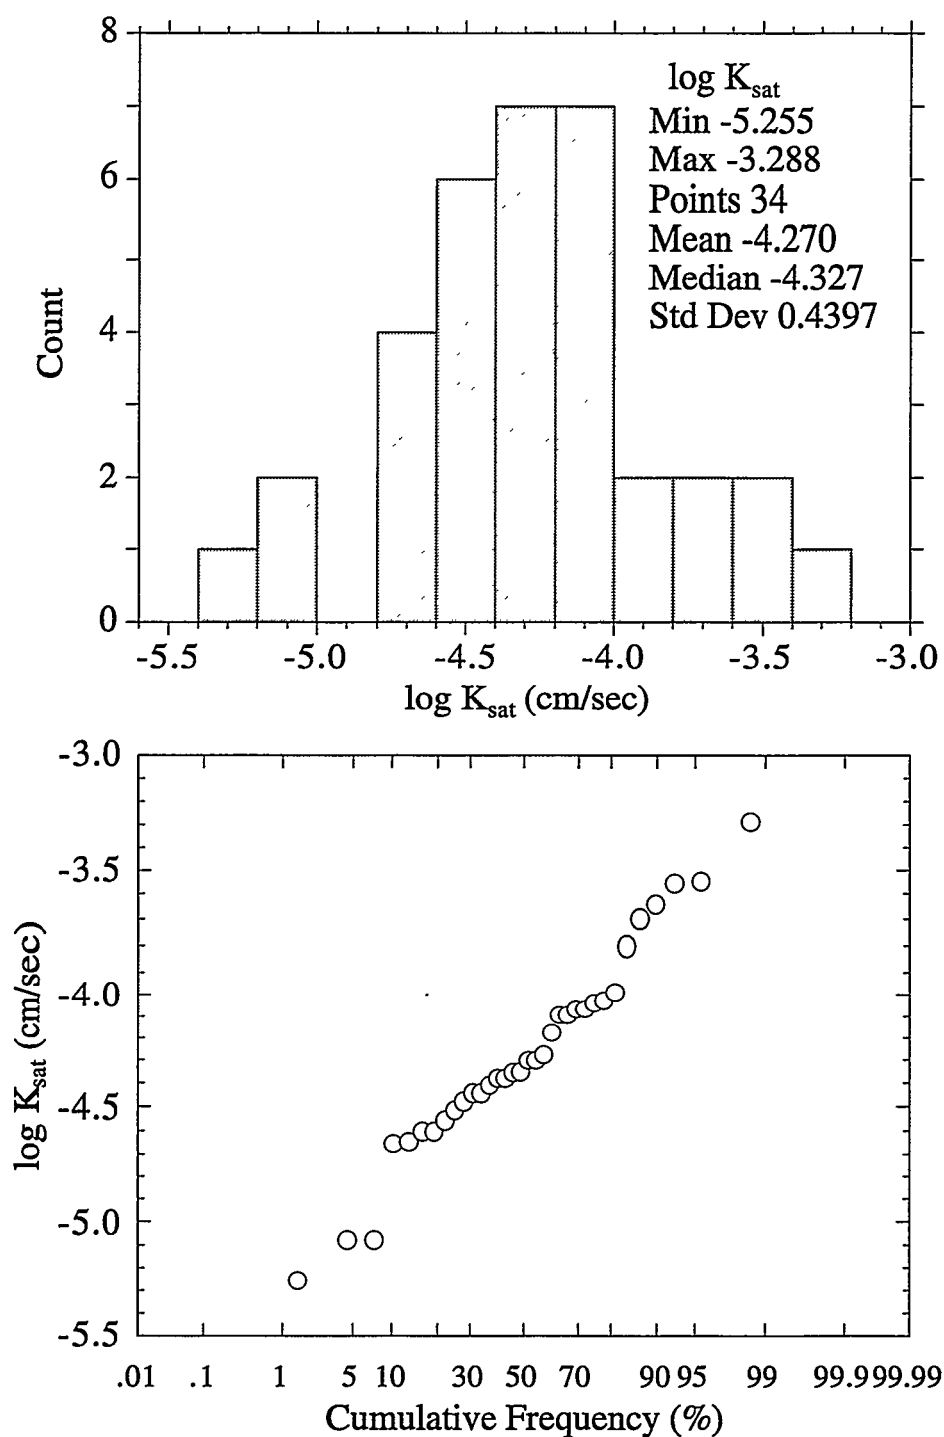 8
6
4
2
0
Count
log K_sat
Min -5.255
Max -3.288
Points 34
Mean -4.270
Median -4.327
Std Dev 0.4397
-5.5 -5.0 -4.5 -4.0 -3.5 -3.0
log K_sat (cm/sec)
-3.0
-3.5
-4.0
-4.5
-5.0
-5.5
log K_sat (cm/sec)
.01 .1 1 5 10 30 50 70 90 95 99 99.9 99.99
Cumulative Frequency (%)